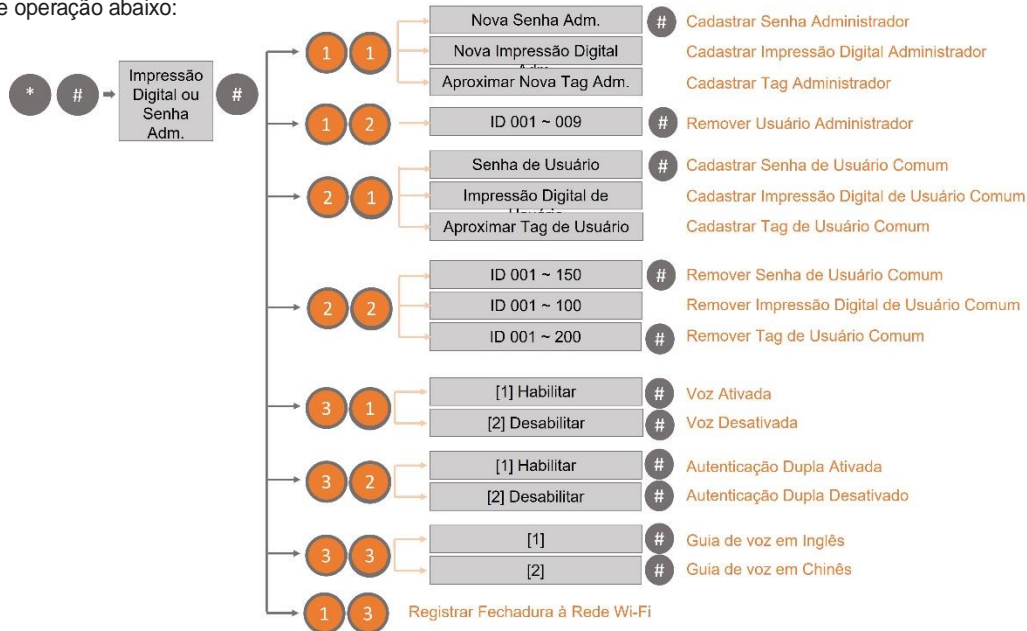 e operação abaixo:
* # Impressão Digital ou Senha Adm. #
1 1
Nova Senha Adm. # Cadastrar Senha Administrador
Nova Impressão Digital Cadastrar Impressão Digital Administrador
Aproximar Nova Tag Adm. Cadastrar Tag Administrador
1 2 ID 001 ~ 009 # Remover Usuário Administrador
2 1
Senha de Usuário # Cadastrar Senha de Usuário Comum
Impressão Digital de Cadastrar Impressão Digital de Usuário Comum
Aproximar Tag de Usuário Cadastrar Tag de Usuário Comum
2 2
ID 001 ~ 150 # Remover Senha de Usuário Comum
ID 001 ~ 100 Remover Impressão Digital de Usuário Comum
ID 001 ~ 200 # Remover Tag de Usuário Comum
3 1
[1] Habilitar # Voz Ativada
[2] Desabilitar # Voz Desativada
3 2
[1] Habilitar # Autenticação Dupla Ativada
[2] Desabilitar # Autenticação Dupla Desativado
3 3
[1] # Guia de voz em Inglês
[2] # Guia de voz em Chinês
1 3 Registrar Fechadura à Rede Wi-Fi